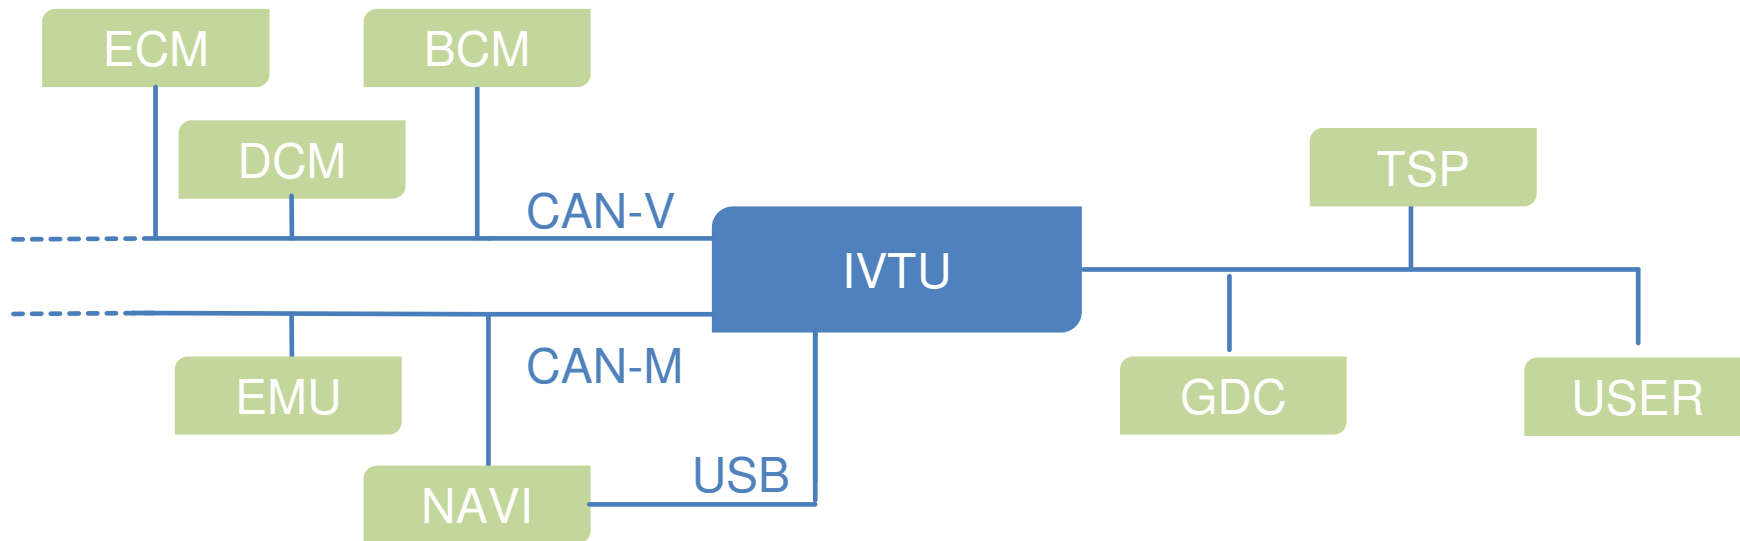 ECM
BCM
DCM
TSP
CAN-V
IVTU
CAN-M
EMU
GDC
USER
USB
NAVI